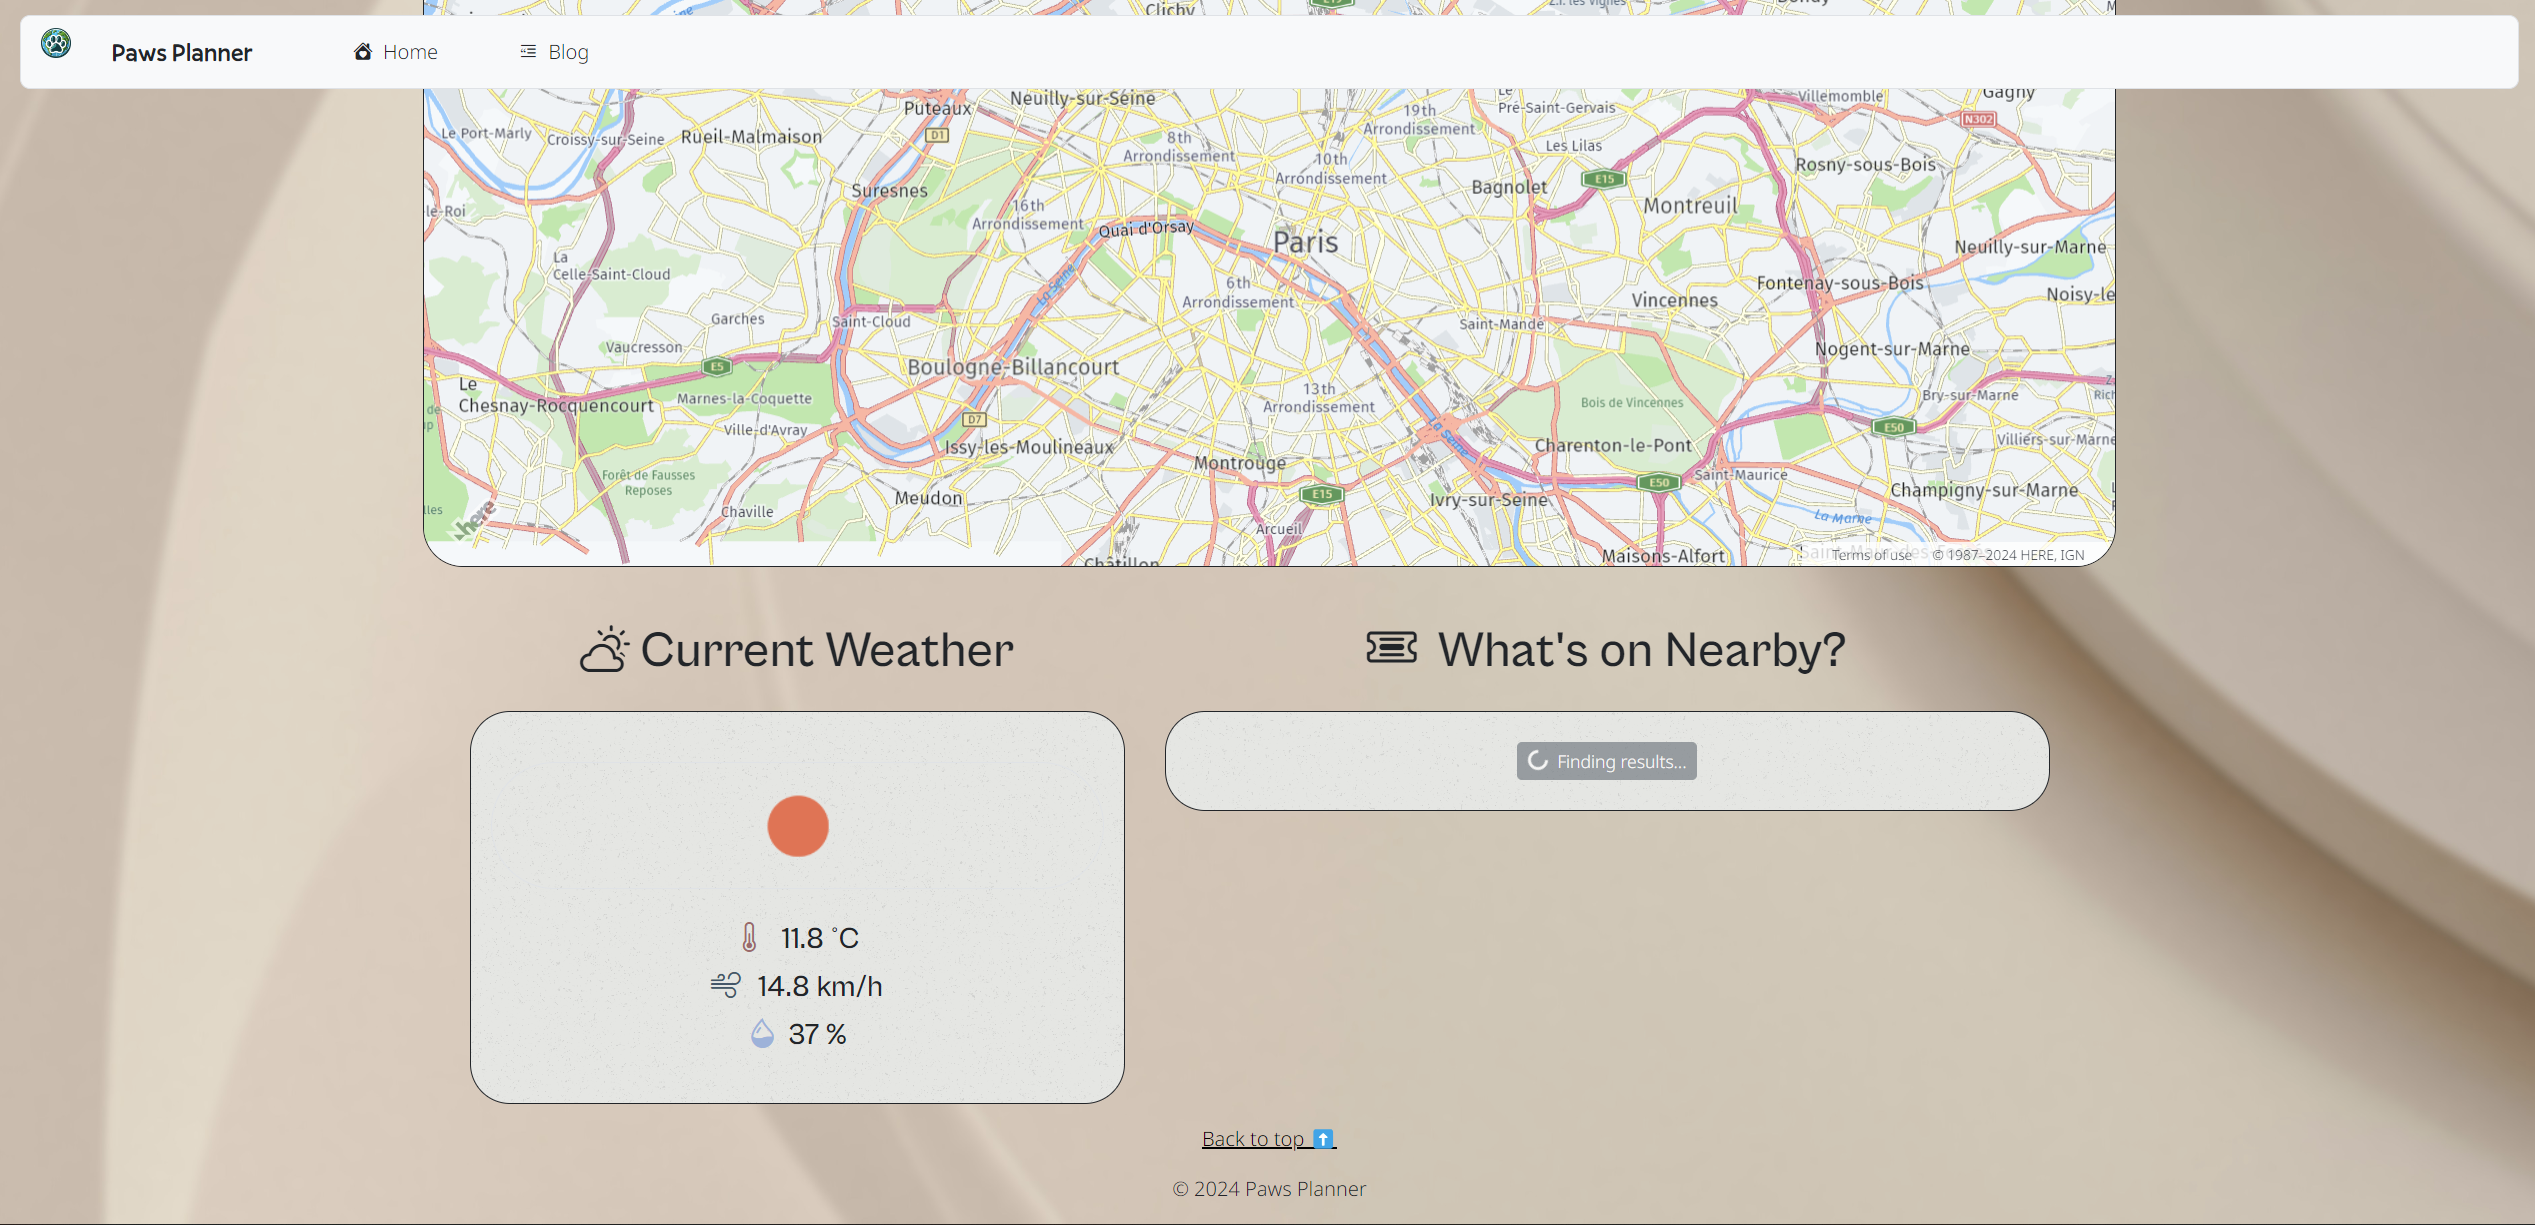 Clichy
Paws Planner
Home
Blog
Puteaux
Neuilly-sur-Seine
19th
Arrondissement
Le
Pré-Saint-Gervais
Villemomble
Gagny
N302
Le Port-Marly
Croissy-sur-Seine
Rueil-Malmaison
D1
8th
Arrondissement
10th
Arrondissement
Les Lilas
Rosny-sous-Bois
Suresnes
Bagnolet
E15
-le-Roi
16th
Arrondissement
Quai d'Orsay
Paris
Montreuil
Neuilly-sur-Marne
La
Celle-Saint-Cloud
La Seine
6th
Arrondissement
Fontenay-sous-Bois
Vincennes
Noisy-le
Garches
Saint-Cloud
Saint-Mandé
Vaucresson
E5
Boulogne-Billancourt
Nogent-sur-Marne
Le
Chesnay-Rocquencourt
Marnes-la-Coquette
13th
Arrondissement
Bois de Vincennes
Bry-sur-Marne
D7
Ville-d'Avray
La Seine
E50
Issy-les-Moulineaux
Charenton-le-Pont
Villiers-sur-Marne
Forêt de Fausses
Reposes
Montrouge
Saint-Maurice
Meudon
E15
Ivry-sur-Seine
E50
Champigny-sur-Marne
here
Chaville
Arcueil
La Marne
Châtillon
Maisons-Alfort
Terms of use
© 1987–2024 HERE, IGN
Current Weather
What's on Nearby?
Finding results...
11.8 °C
14.8 km/h
37 %
Back to top
© 2024 Paws Planner